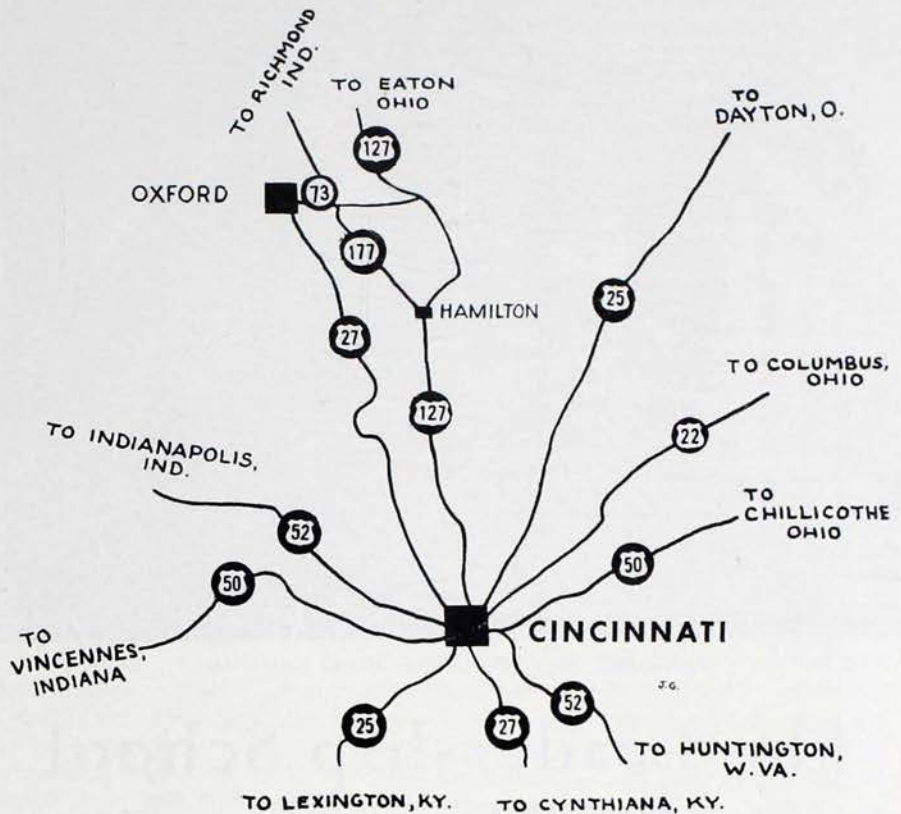 TO RICHMOND
IND.
TO EATON
OHIO
127
TO
DAYTON, O.
OXFORD
73
177
25
HAMILTON
27
TO COLUMBUS,
OHIO
127
22
TO INDIANAPOLIS,
IND.
TO
CHILLICOTHE
OHIO
52
50
50
CINCINNATI
TO
VINCENNES,
INDIANA
J.G.
25
27
52
TO HUNTINGTON,
W. VA.
TO LEXINGTON, KY.
TO CYNTHIANA, KY.